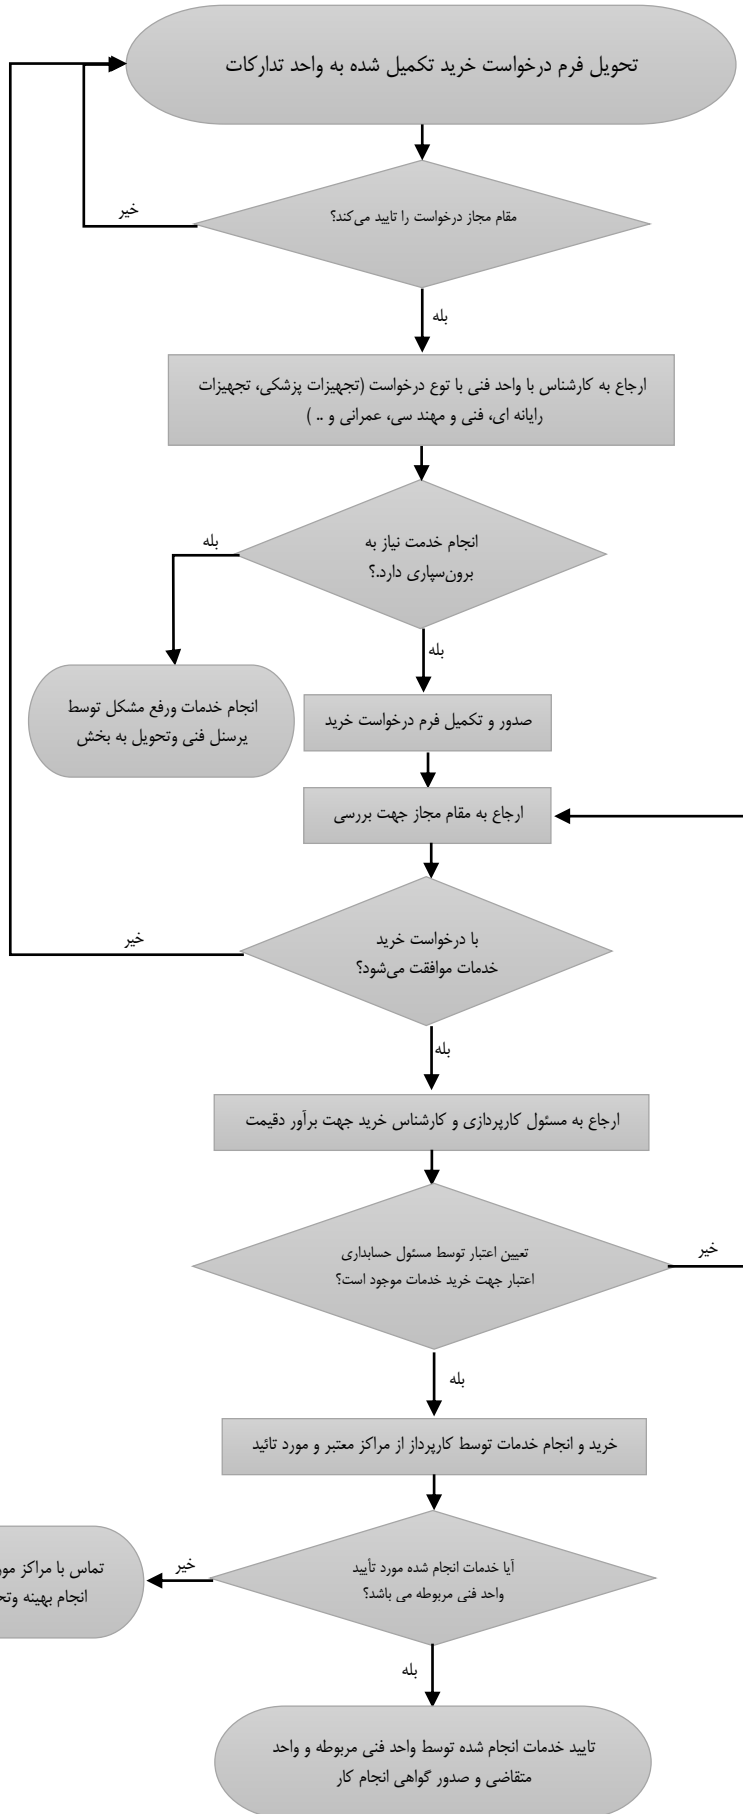 تحویل فرم درخواست خرید تکمیل شده به واحد تدارکات
مقام مجاز درخواست را تایید می‌کند؟
خیر
بله
ارجاع به کارشناس با واحد فنی با توع درخواست (تجهیزات پزشکی، تجهیزات
رایانه ای، فنی و مهند سی، عمرانی و .. )
انجام خدمت نیاز به
برون‌سپاری دارد.؟
بله
بله
انجام خدمات ورفع مشکل توسط
پرسنل فنی وتحویل به بخش
صدور و تکمیل فرم درخواست خرید
ارجاع به مقام مجاز جهت بررسی
با درخواست خرید
خدمات موافقت می‌شود؟
خیر
بله
ارجاع به مسئول کارپردازی و کارشناس خرید جهت برآور دقیمت
تعیین اعتبار توسط مسئول حسابداری
اعتبار جهت خرید خدمات موجود است؟
خیر
بله
خرید و انجام خدمات توسط کارپرداز از مراکز معتبر و مورد تائید
آیا خدمات انجام شده مورد تأیید
واحد فنی مربوطه می باشد؟
خیر
تماس با مراکز
انجام بهینه
بله
تایید خدمات انجام شده توسط واحد فنی مربوطه و واحد
متقاضی و صدور گواهی انجام کار